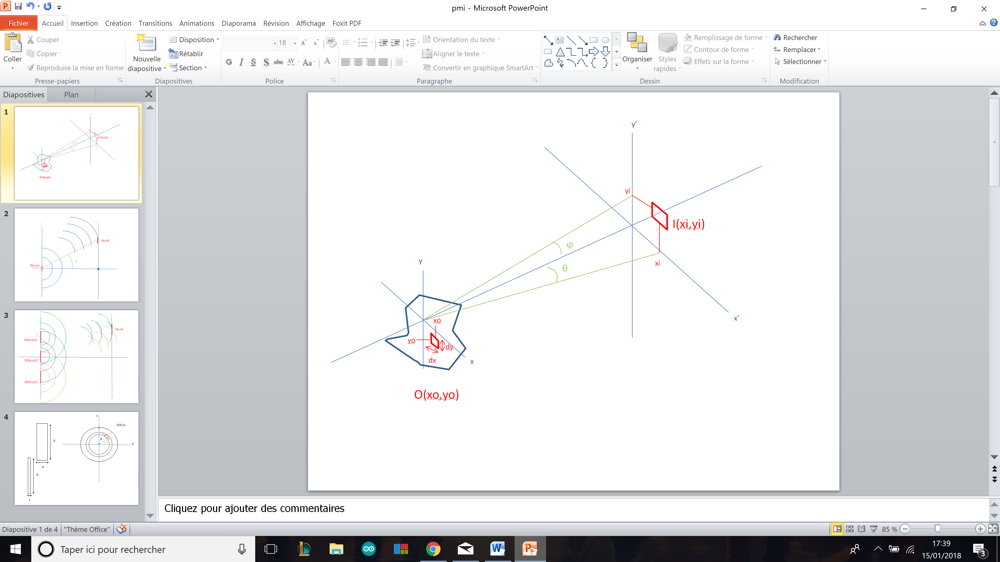 pmi - Microsoft PowerPoint
Fichier Accueil Insertion Création Transitions Animations Diaporama Révision Affichage Foxit PDF
Coller
Couper
Copier
Reproduire la mise en forme
Presse-papiers
Nouvelle
diapositive
Disposition
Rétablir
Section
Diapositives
18
G I S S abc AV Aa A
Police
Orientation du texte
Aligner le texte
Convertir en graphique SmartArt
Paragraphe
Organiser
Styles
rapides
Remplissage de forme
Contour de forme
Effets sur la forme
Dessin
Rechercher
Remplacer
Sélectionner
Modification
Diapositives Plan
1
I(xi,yi)
O(xo,yo)
2
I(xi,yi)
O(xi,yi)
φ
3
I(xi,yi)
O1(xi,yi1)
O2(xi,yi2)
O2(xi,yi2)
4
y
O(R,α)
b
R
x
a
b
ε
y’
yi
I(xi,yi)
φ
xi
θ
y
x’
xo
yo
dy
dx
x
O(xo,yo)
Cliquez pour ajouter des commentaires
Diapositive 1 de 4 "Thème Office" 85 %
Taper ici pour rechercher
17:39
15/01/2018
3